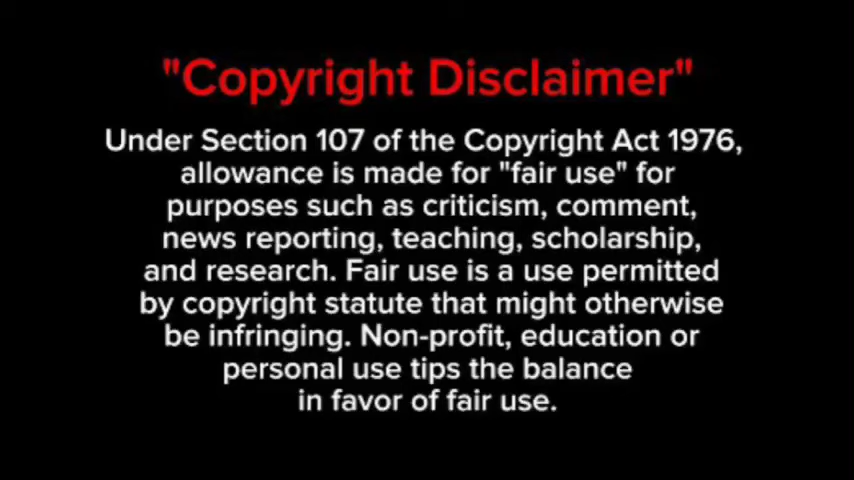 "Copyright Disclaimer"
Under Section 107 of the Copyright Act 1976,
allowance is made for "fair use" for
purposes such as criticism, comment,
news reporting, teaching, scholarship,
and research. Fair use is a use permitted
by copyright statute that might otherwise
be infringing. Non-profit, education or
personal use tips the balance
in favor of fair use.